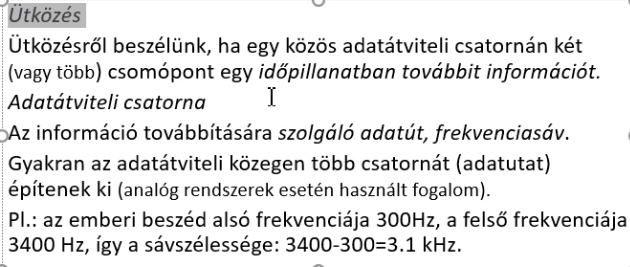 Ütközés
Ütközésről beszélünk, ha egy közös adatátviteli csatornán két
(vagy több) csomópont egy időpillanatban továbbit információt.
Adatátviteli csatorna
Az információ továbbítására szolgáló adatút, frekvenciasáv.
Gyakran az adatátviteli közegen több csatornát (adatutat)
építenek ki (analóg rendszerek esetén használt fogalom).
Pl.: az emberi beszéd alsó frekvenciája 300Hz, a felső frekvenciája
3400 Hz, így a sávszélessége: 3400-300=3.1 kHz.